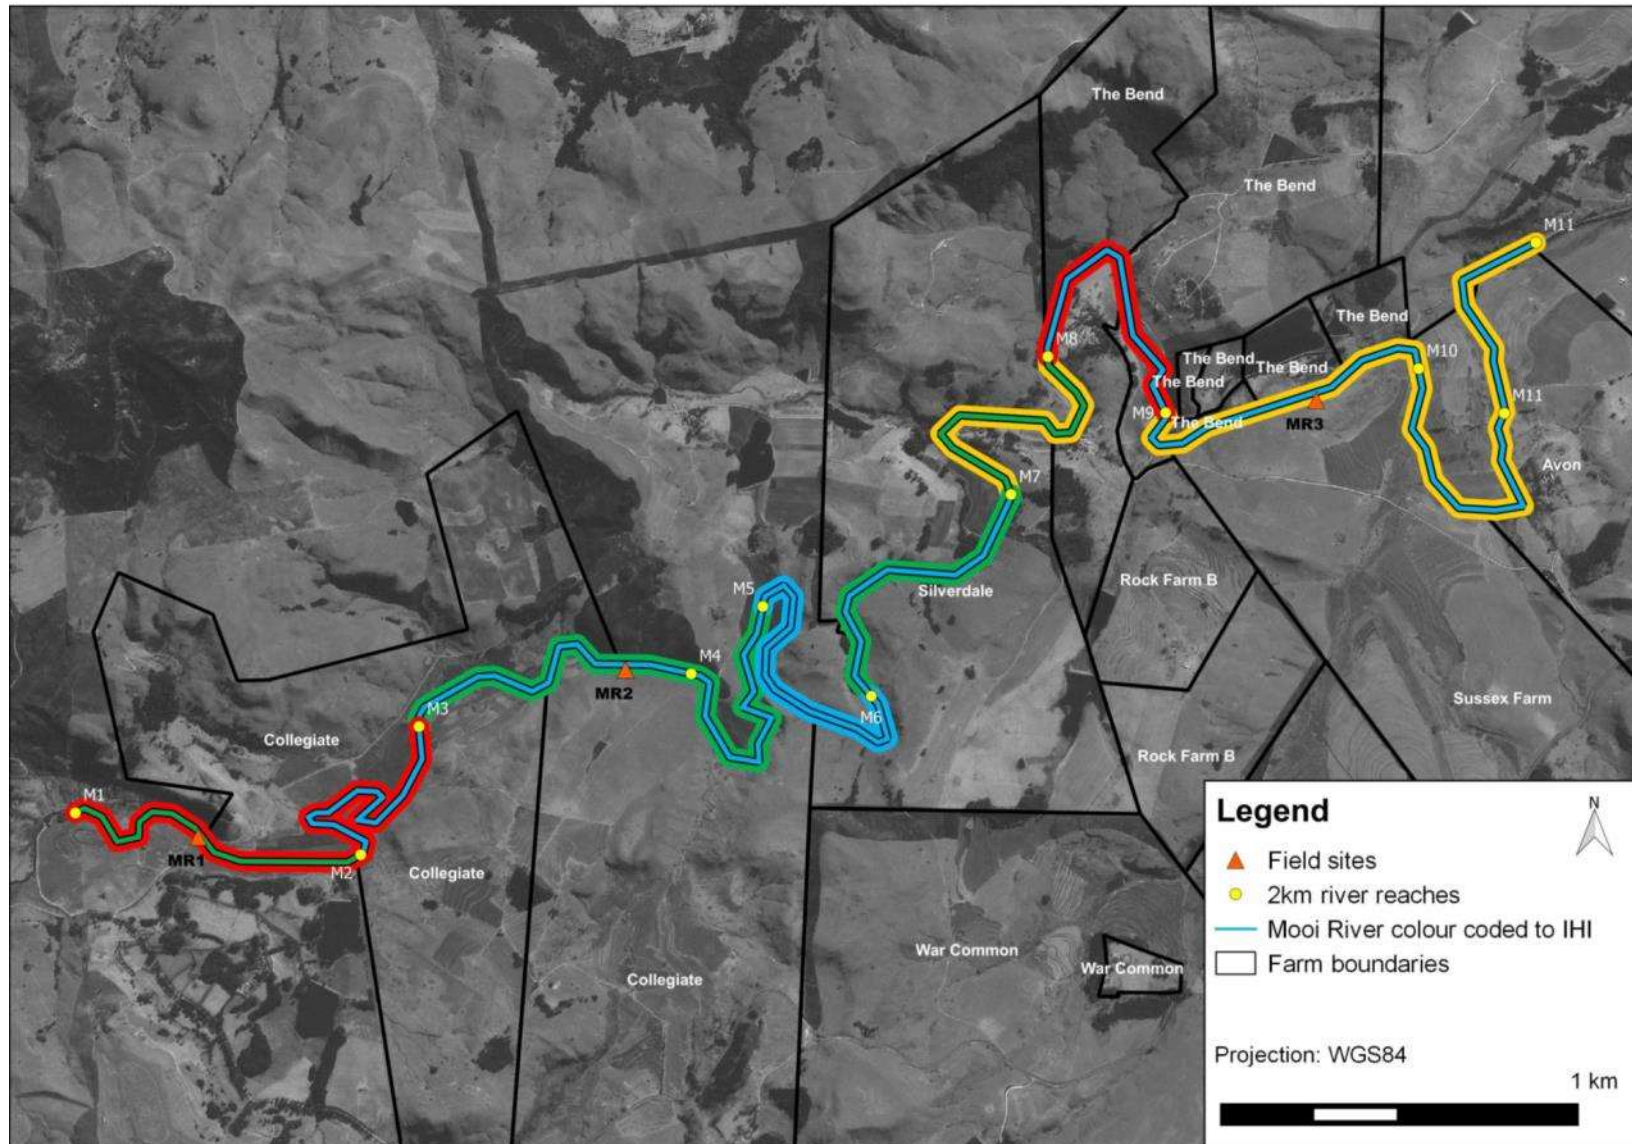 The Bend
The Bend
M11
The Bend
M8
M10
The Bend
The Bend
The Bend
M9
The Bend
MR3
M11
Avon
M7
Rock Farm B
Silverdale
M5
M4
MR2
Sussex Farm
M6
M3
Collegiate
Rock Farm B
M1
MR1
M2
Collegiate
War Common
War Common
Collegiate
Legend
N
Field sites
2km river reaches
Mooi River colour coded to IHI
Farm boundaries
Projection: WGS84
1 km